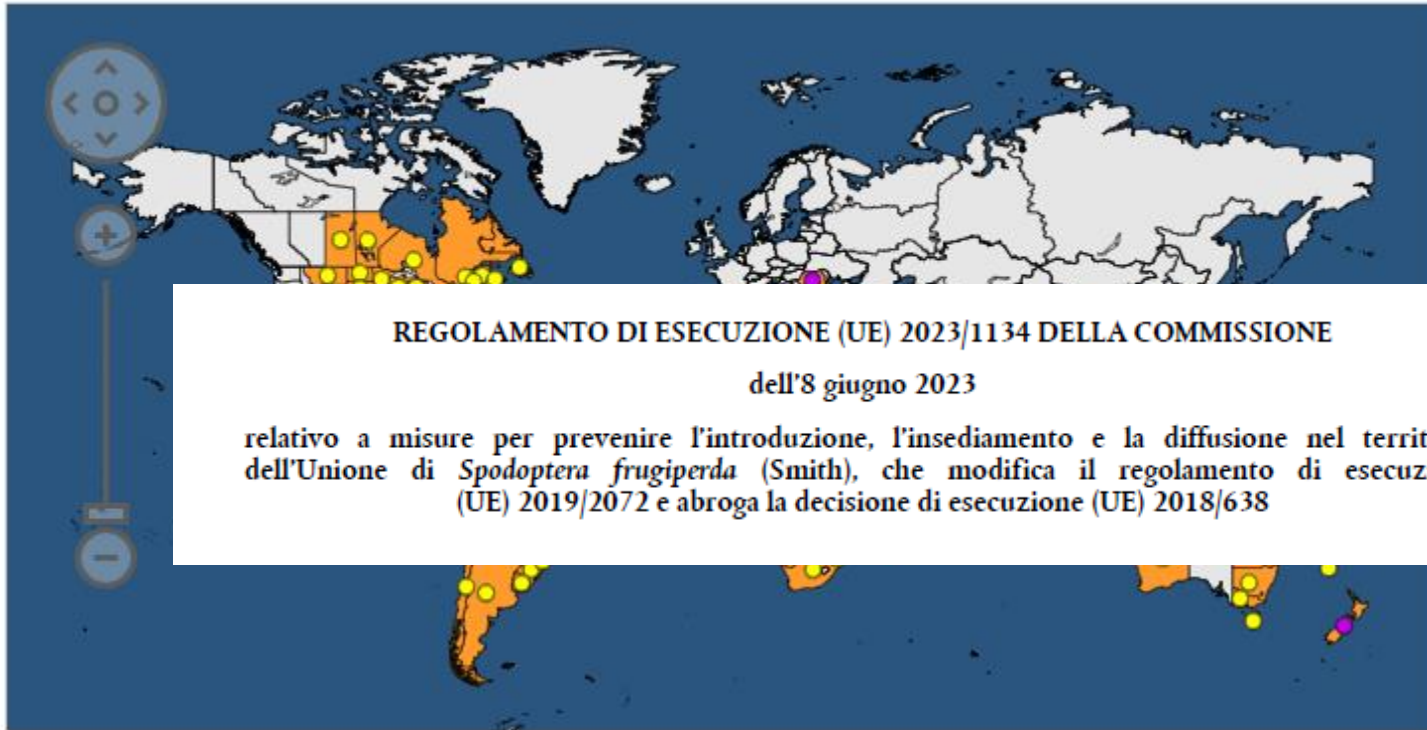 REGOLAMENTO DI ESECUZIONE (UE) 2023/1134 DELLA COMMISSIONE
dell'8 giugno 2023
relativo a misure per prevenire l'introduzione, l'insediamento e la diffusione nel territ
dell'Unione di Spodoptera frugiperda (Smith), che modifica il regolamento di esecuz
(UE) 2019/2072 e abroga la decisione di esecuzione (UE) 2018/638